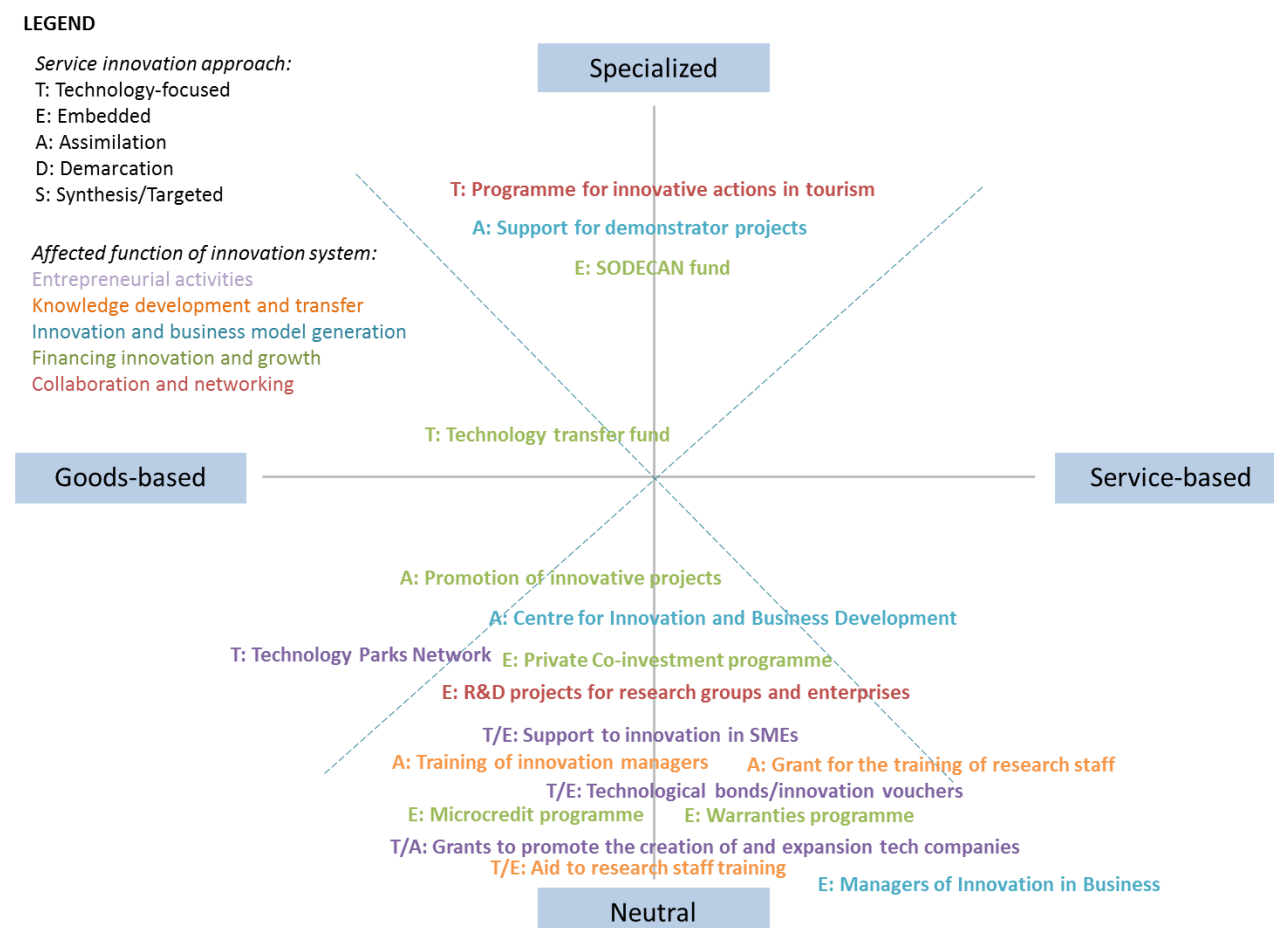 LEGEND
Service innovation approach:
T: Technology-focused
E: Embedded
A: Assimilation
D: Demarcation
S: Synthesis/Targeted
Affected function of innovation system:
Entrepreneurial activities
Knowledge development and transfer
Innovation and business model generation
Financing innovation and growth
Collaboration and networking
Specialized
T: Programme for innovative actions in tourism
A: Support for demonstrator projects
E: SODECAN fund
T: Technology transfer fund
Goods-based
Service-based
A: Promotion of innovative projects
A: Centre for Innovation and Business Development
T: Technology Parks Network
E: Private Co-investment programme
E: R&D projects for research groups and enterprises
T/E: Support to innovation in SMEs
A: Training of innovation managers
A: Grant for the training of research staff
T/E: Technological bonds/innovation vouchers
E: Microcredit programme
E: Warranties programme
T/A: Grants to promote the creation of and expansion tech companies
T/E: Aid to research staff training
E: Managers of Innovation in Business
Neutral